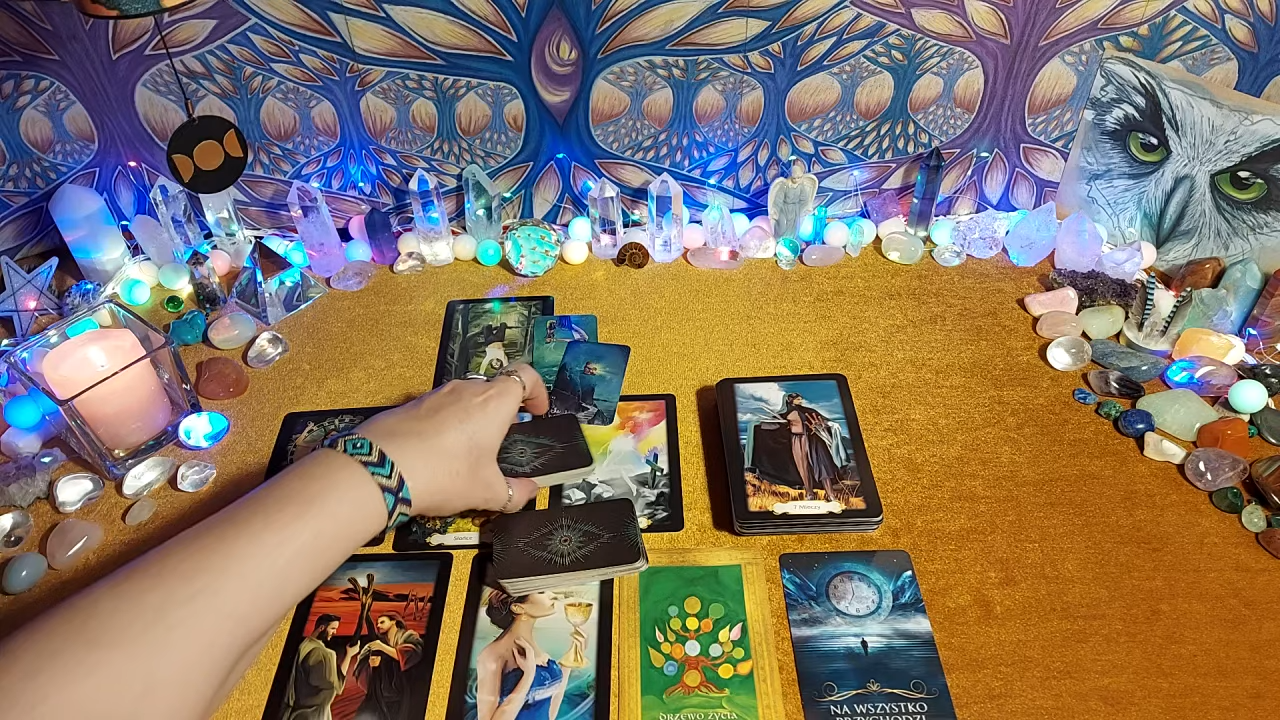 7 Mieczy
Słońce
DRZEWO ŻYCIA
NA WSZYSTKO
PRZYCHODZI